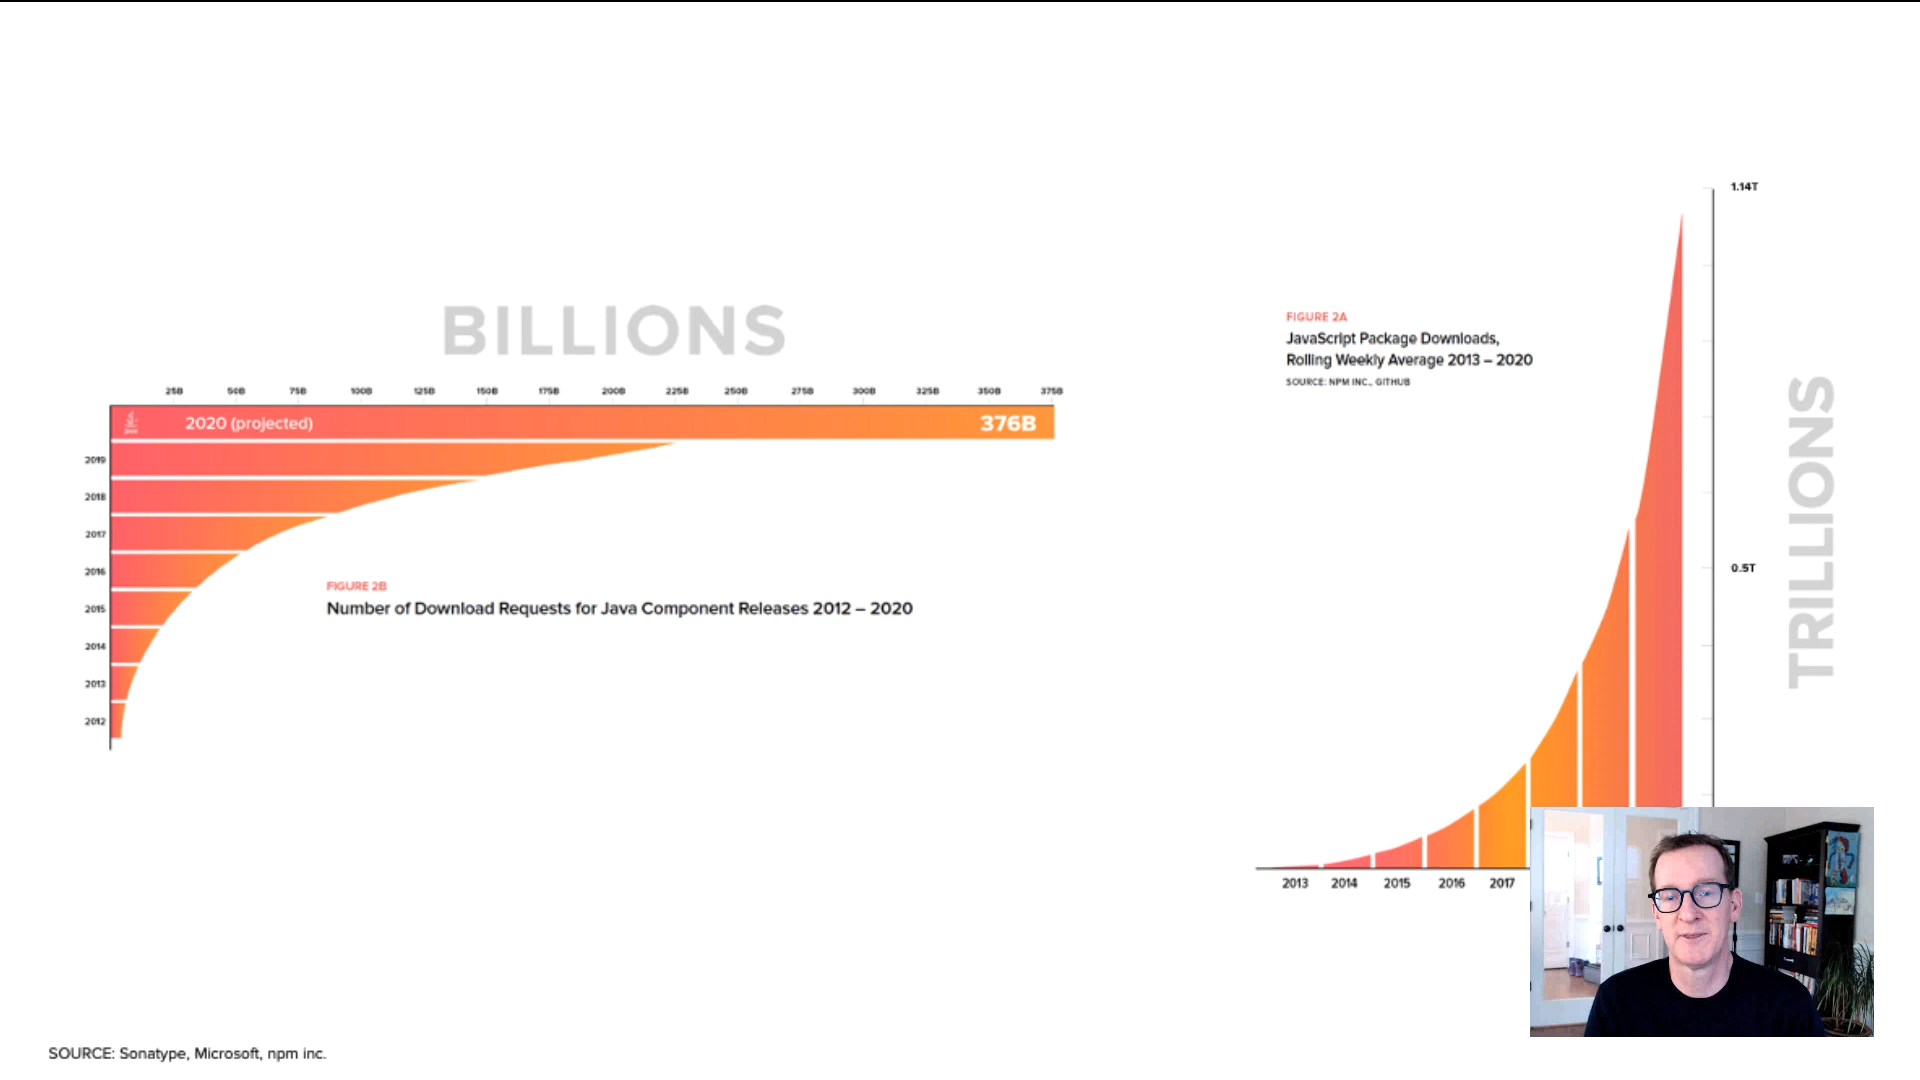 BILLIONS
25B 50B 75B 100B 125B 150B 175B 200B 225B 250B 275B 300B 325B 350B 375B
2020 (projected) 376B
2019
2018
2017
2016
2015
2014
2013
2012
FIGURE 2B
Number of Download Requests for Java Component Releases 2012 – 2020
FIGURE 2A
JavaScript Package Downloads,
Rolling Weekly Average 2013 – 2020
SOURCE: NPM INC., GITHUB
1.14T
0.5T
TRILLIONS
2013 2014 2015 2016 2017
SOURCE: Sonatype, Microsoft, npm inc.